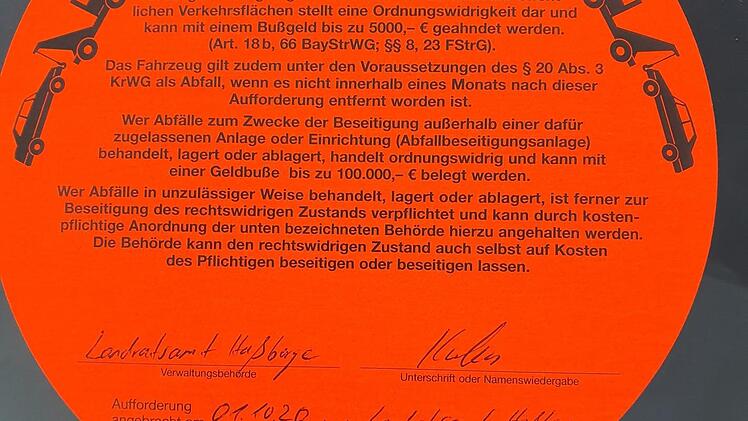 lichen Verkehrsflächen stellt eine Ordnungswidrigkeit dar und
kann mit einem Bußgeld bis zu 5000,– € geahndet werden.
(Art. 18 b, 66 BayStrWG; §§ 8, 23 FStrG).
Das Fahrzeug gilt zudem unter den Voraussetzungen des § 20 Abs. 3
KrWG als Abfall, wenn es nicht innerhalb eines Monats nach dieser
Aufforderung entfernt worden ist.
Wer Abfälle zum Zwecke der Beseitigung außerhalb einer dafür
zugelassenen Anlage oder Einrichtung (Abfallbeseitigungsanlage)
behandelt, lagert oder ablagert, handelt ordnungswidrig und kann mit
einer Geldbuße bis zu 100.000,– € belegt werden.
Wer Abfälle in unzulässiger Weise behandelt, lagert oder ablagert, ist ferner zur
Beseitigung des rechtswidrigen Zustands verpflichtet und kann durch kosten-
pflichtige Anordnung der unten bezeichneten Behörde hierzu angehalten werden.
Die Behörde kann den rechtswidrigen Zustand auch selbst auf Kosten
des Pflichtigen beseitigen oder beseitigen lassen.
Landratsamt Haßberge
Verwaltungsbehörde
Unterschrift oder Namenswiedergabe
Aufforderung
angebracht am 01.10.20